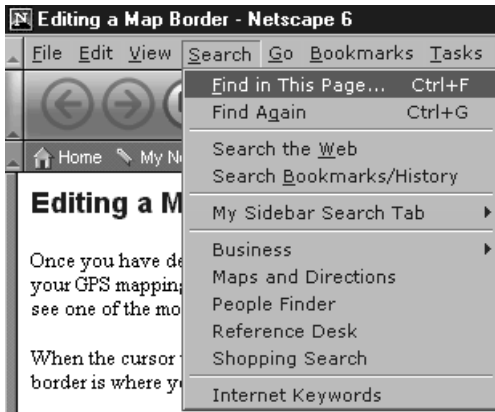 Editing a Map Border - Netscape 6
File Edit View Search Go Bookmarks Tasks
Find in This Page... Ctrl+F
Find Again Ctrl+G
Search the Web
Search Bookmarks/History
My Sidebar Search Tab
Business
Maps and Directions
People Finder
Reference Desk
Shopping Search
Internet Keywords
Home My N
Editing a M
Once you have de
your GPS mapping
see one of the mo
When the cursor
border is where y